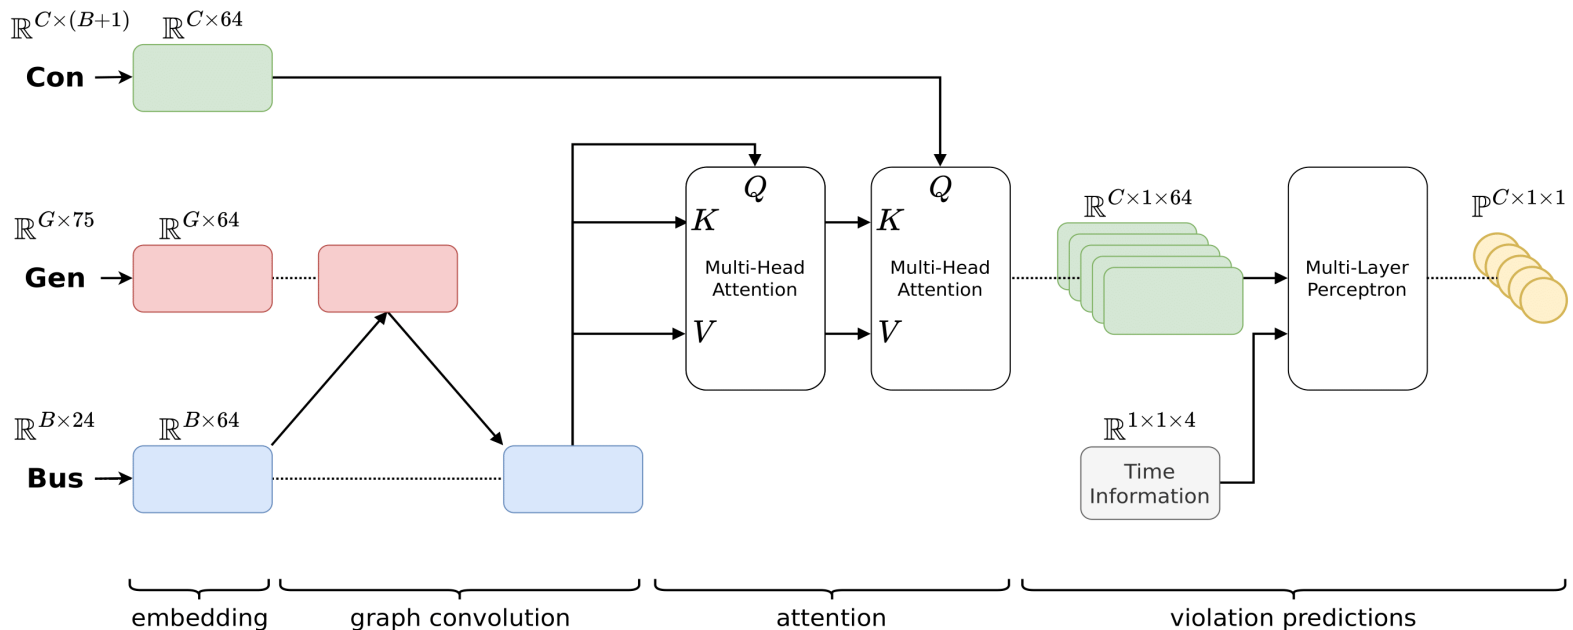 ℝ^{C×(B+1)} ℝ^{C×64}
Con
Q Q
ℝ^{G×75} ℝ^{G×64} K K ℝ^{C×1×64} ℙ^{C×1×1}
Gen
Multi-Head
Attention
Multi-Head
Attention
Multi-Layer
Perceptron
V V
ℝ^{B×24} ℝ^{B×64} ℝ^{1×1×4}
Bus
Time
Information
embedding graph convolution attention violation predictions